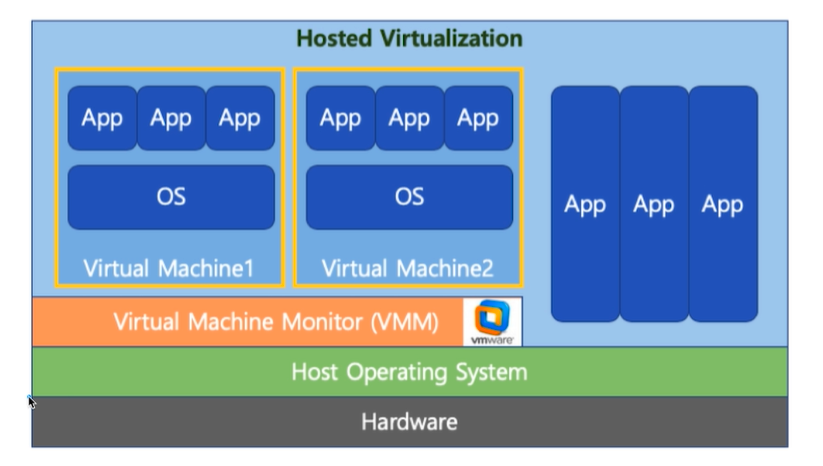 Hosted Virtualization
App App App
OS
Virtual Machine1
App App App
OS
Virtual Machine2
App App App
Virtual Machine Monitor (VMM)
vmware
Host Operating System
Hardware